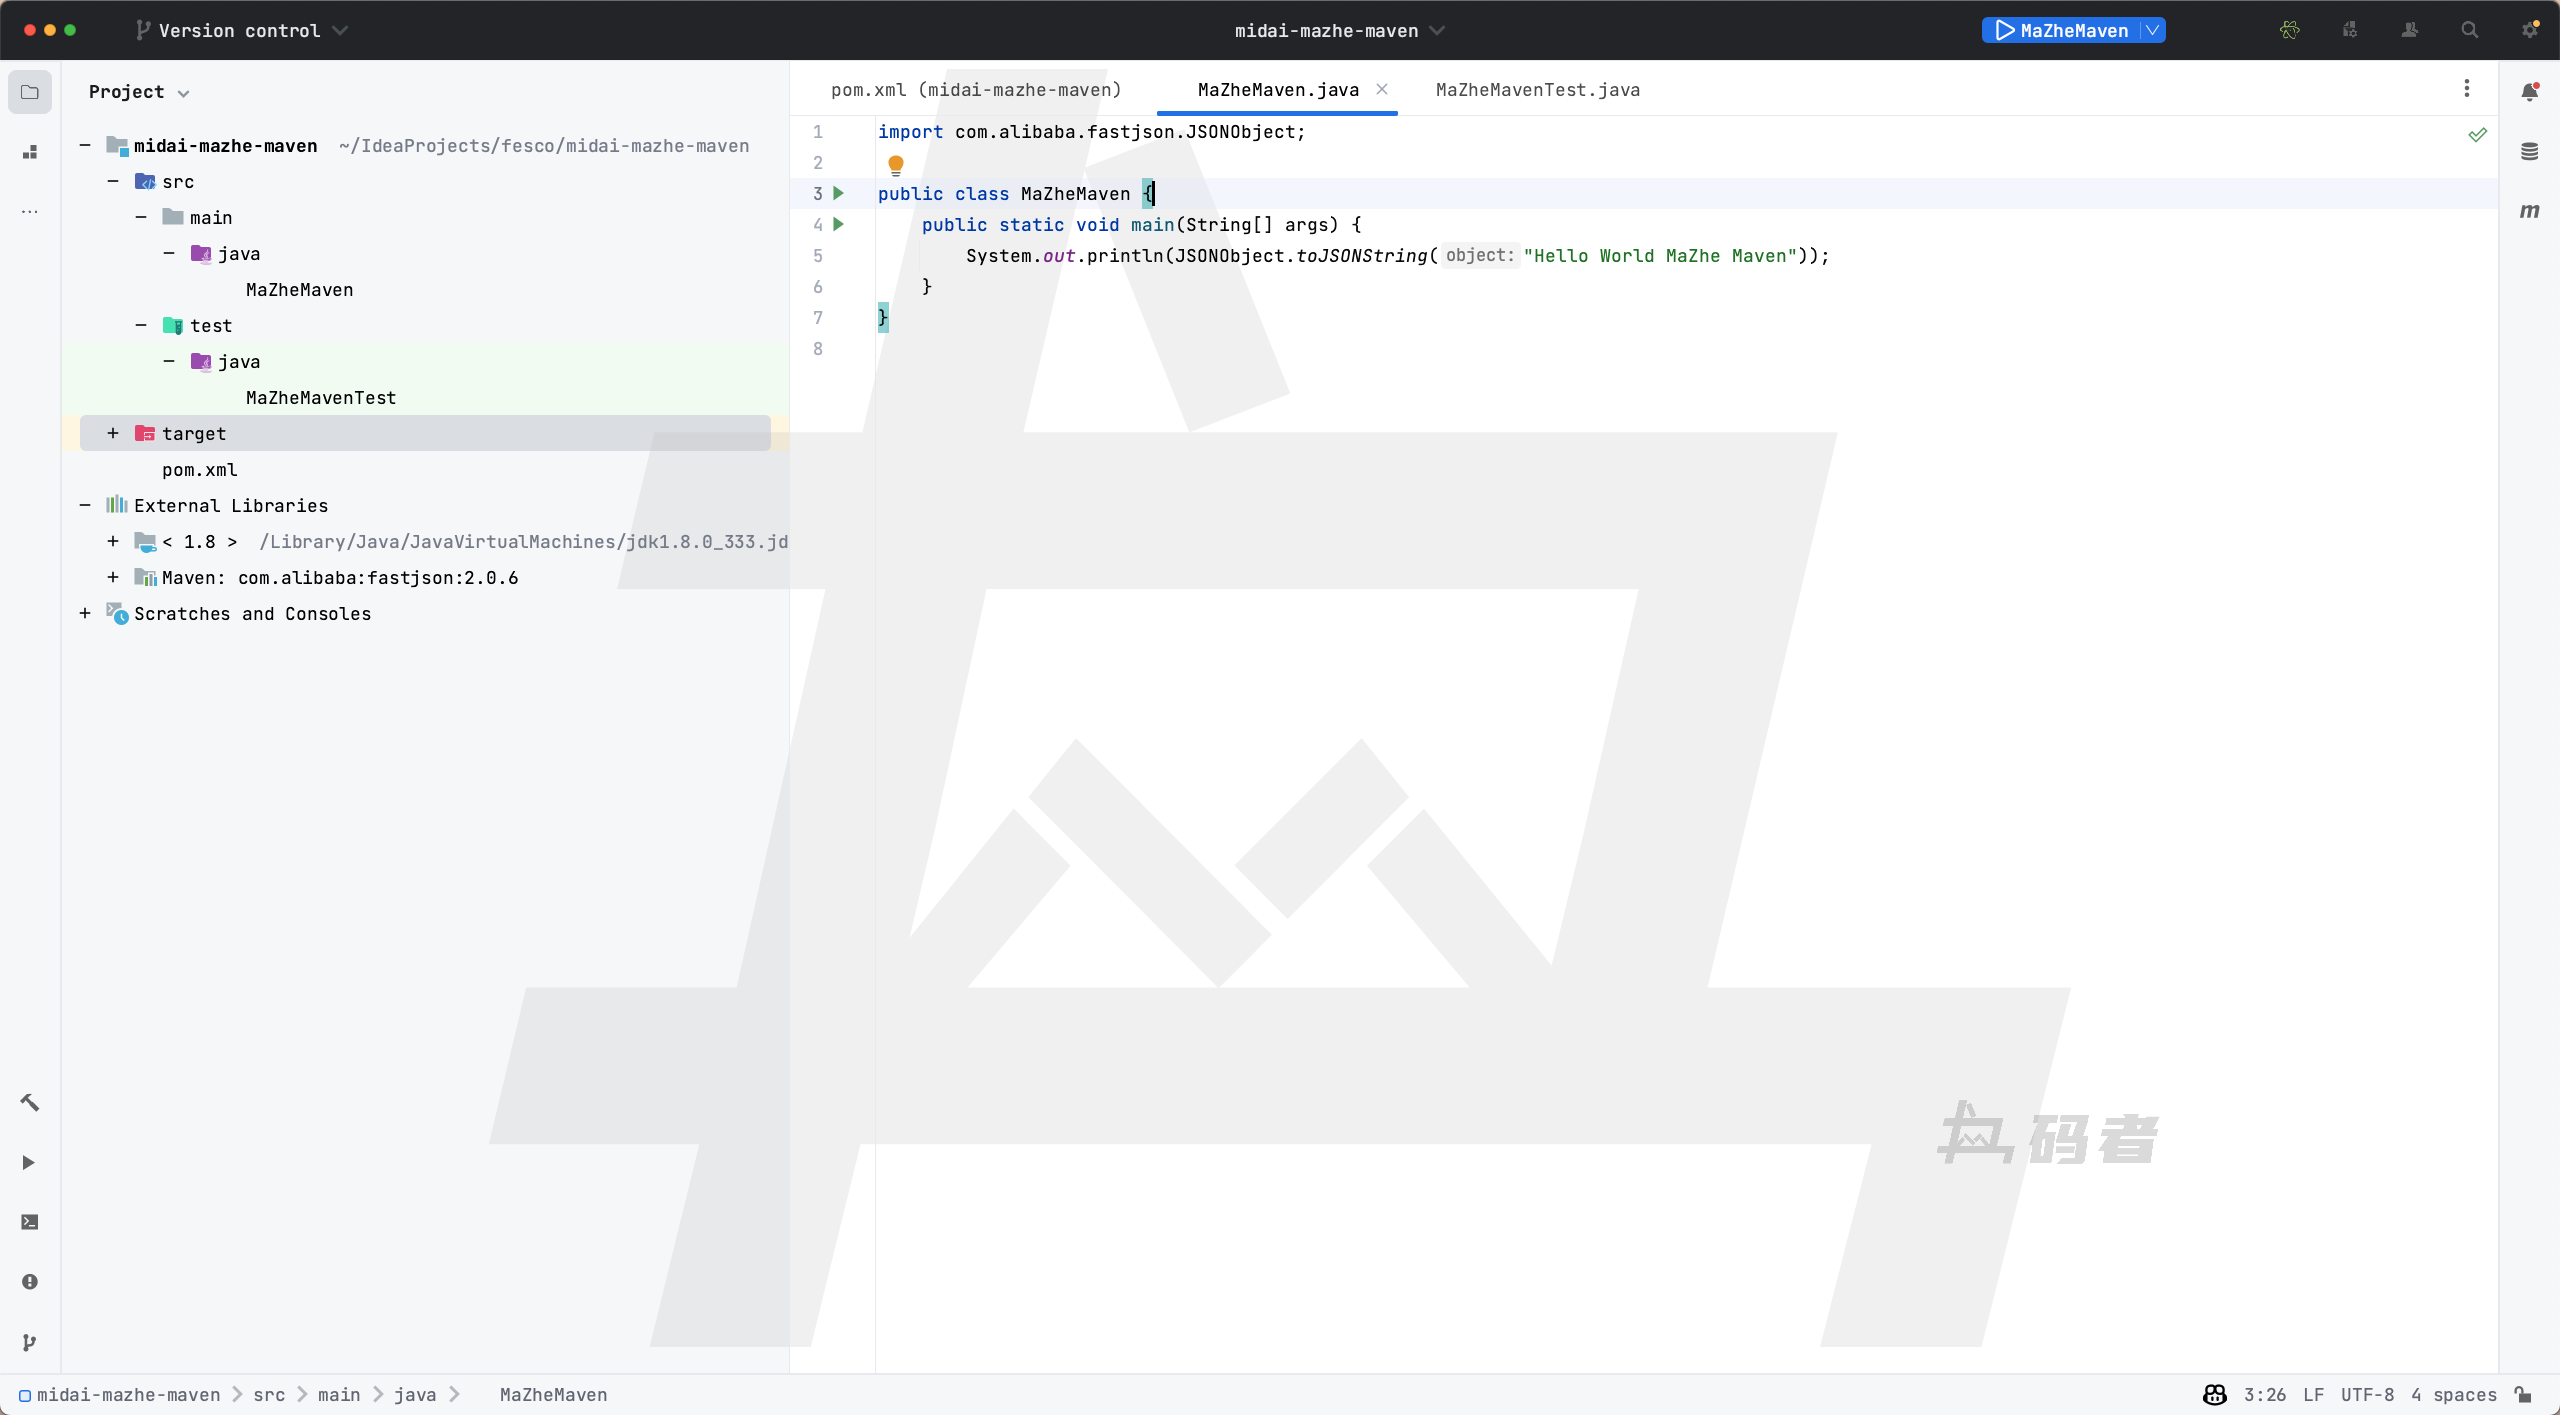 Version control
midai-mazhe-maven
MaZheMaven
Project
midai-mazhe-maven ~/IdeaProjects/fesco/midai-mazhe-maven
src
main
java
MaZheMaven
test
java
MaZheMavenTest
target
pom.xml
External Libraries
< 1.8 > /Library/Java/JavaVirtualMachines/jdk1.8.0_333.jd
Maven: com.alibaba:fastjson:2.0.6
Scratches and Consoles
pom.xml (midai-mazhe-maven)
MaZheMaven.java
MaZheMavenTest.java
m
1 import com.alibaba.fastjson.JSONObject;
2
3 public class MaZheMaven {
4 public static void main(String[] args) {
5 System.out.println(JSONObject.toJSONString( object: "Hello World MaZhe Maven"));
6 }
7 }
8
码者
midai-mazhe-maven > src > main > java > MaZheMaven
3:26 LF UTF-8 4 spaces